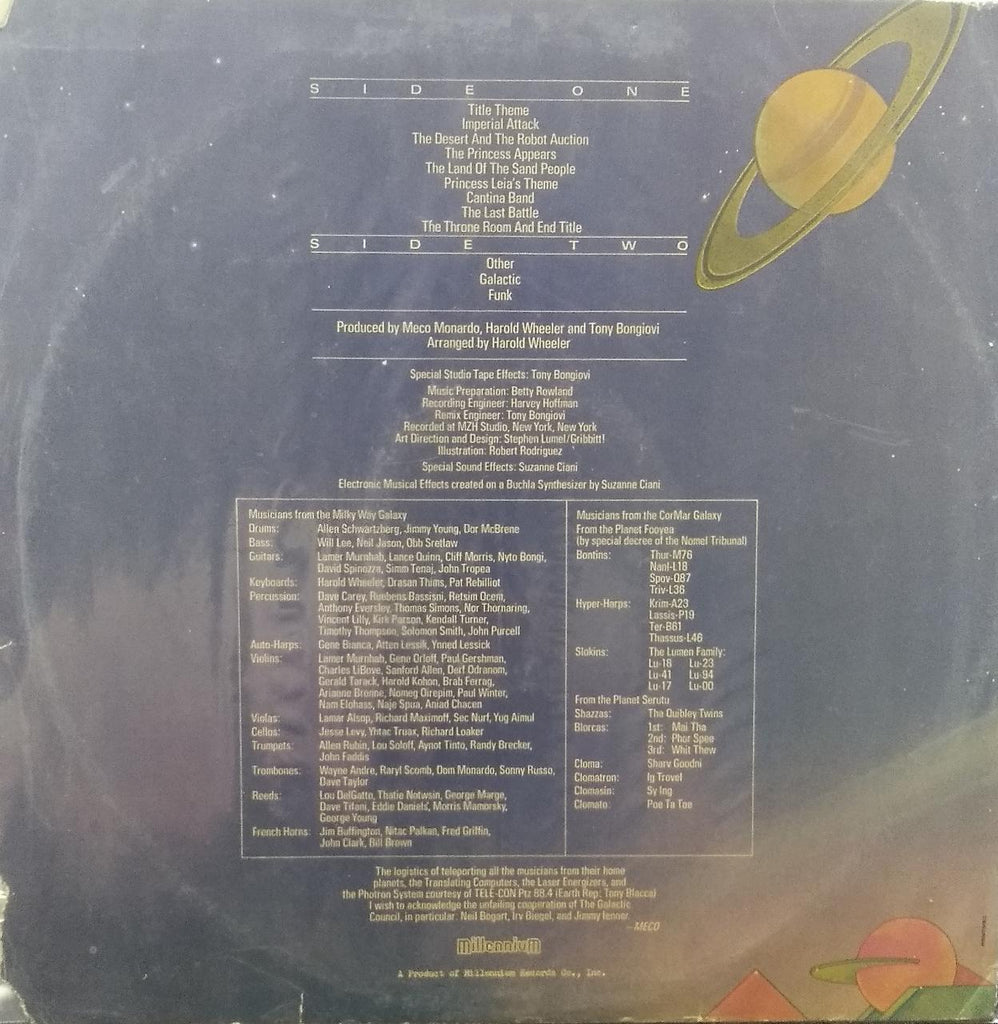 SIDE ONE
Title Theme
Imperial Attack
The Desert And The Robot Auction
The Princess Appears
The Land Of The Sand People
Princess Leia's Theme
Cantina Band
The Last Battle
The Throne Room And End Title
SIDE TWO
Other
Galactic
Funk
Produced by Meco Monardo, Harold Wheeler and Tony Bongiovi
Arranged by Harold Wheeler
Special Studio Tape Effects: Tony Bongiovi
Music Preparation: Betty Rowland
Recording Engineer: Harvey Hoffman
Remix Engineer: Tony Bongiovi
Recorded at MZH Studio, New York, New York
Art Direction and Design: Stephen Lumel/Gribbitt!
Illustration: Robert Rodriguez
Special Sound Effects: Suzanne Ciani
Electronic Musical Effects created on a Buchla Synthesizer by Suzanne Ciani
Musicians from the Milky Way Galaxy
Drums: Allen Schwartzberg, Jimmy Young, Dor McBrene
Bass: Will Lee, Neil Jason, Obb Sretlaw
Guitars: Lamer Murnhab, Lance Quinn, Cliff Morris, Nyto Bongi,
David Spinozza, Simm Tenaj, John Tropea
Keyboards: Harold Wheeler, Drasan Thims, Pat Rebilliot
Percussion: Dave Carey, Ruebens Bassisni, Retsim Ocem,
Anthony Eversley, Thomas Simons, Nor Thornaring,
Vincent Lilly, Kirk Parson, Kendall Turner,
Timothy Thompson, Solomon Smith, John Purcell
Auto-Harps: Gene Bianca, Atten Lessik, Yoned Lessick
Violins: Lamer Murnhab, Gene Orloff, Paul Gershman,
Charles LiBove, Sanford Allen, Derf Odranom,
Gerald Tarack, Harold Kohon, Brab Ferrag,
Arianne Bronne, Nomeg Oirepim, Paul Winter,
Nam Elohass, Naje Spua, Aniad Chacen
Violas: Lamar Alsop, Richard Maximoff, Sec Nurf, Yug Aimul
Cellos: Jesse Levy, Yhtac Truax, Richard Loaker
Trumpets: Allen Rubin, Lou Soloff, Aynot Tinto, Randy Brecker,
John Faddis
Trombones: Wayne Andre, Raryl Scomb, Dom Monardo, Sonny Russo,
Dave Taylor
Reeds: Lou DelGatto, Thatie Notwsin, George Marge,
Dave Titani, Eddie Daniels, Morris Mamorsky,
George Young
French Horns: Jim Buffington, Nitac Palkan, Fred Griffin,
John Clark, Bill Brown
Musicians from the CorMar Galaxy
From the Planet Fooyea
(by special decree of the Nomel Tribunal)
Bontins: Thur-M76
Nanl-L18
Spov-Q87
Triv-L36
Hyper-Harps: Krim-A23
Lassis-P19
Ter-B61
Thassus-L46
Slokins: The Lumen Family:
Lu-16 Lu-23
Lu-41 Lu-94
Lu-17 Lu-00
From the Planet Serutu
Shazzas: The Quibley Twins
Blorcas: 1st: Mai Tha
2nd: Phor Spee
3rd: Whit Thew
Cloma: Sharv Goodni
Clomatron: Ig Trovel
Clomasin: Sy Ing
Clomato: Poe Ta Toe
The logistics of teleporting all the musicians from their home
planets, the Translating Computers, the Laser Energizers, and
the Photron System courtesy of TELE-CON Ptz 88.4 (Earth Rep: Tony Blacca)
I wish to acknowledge the unfailing cooperation of The Galactic
Council, in particular: Neil Bogart, Irv Biegel, and Jimmy Ienner.
—MECO
millenniuM
A Product of Millennium Records Co., Inc.